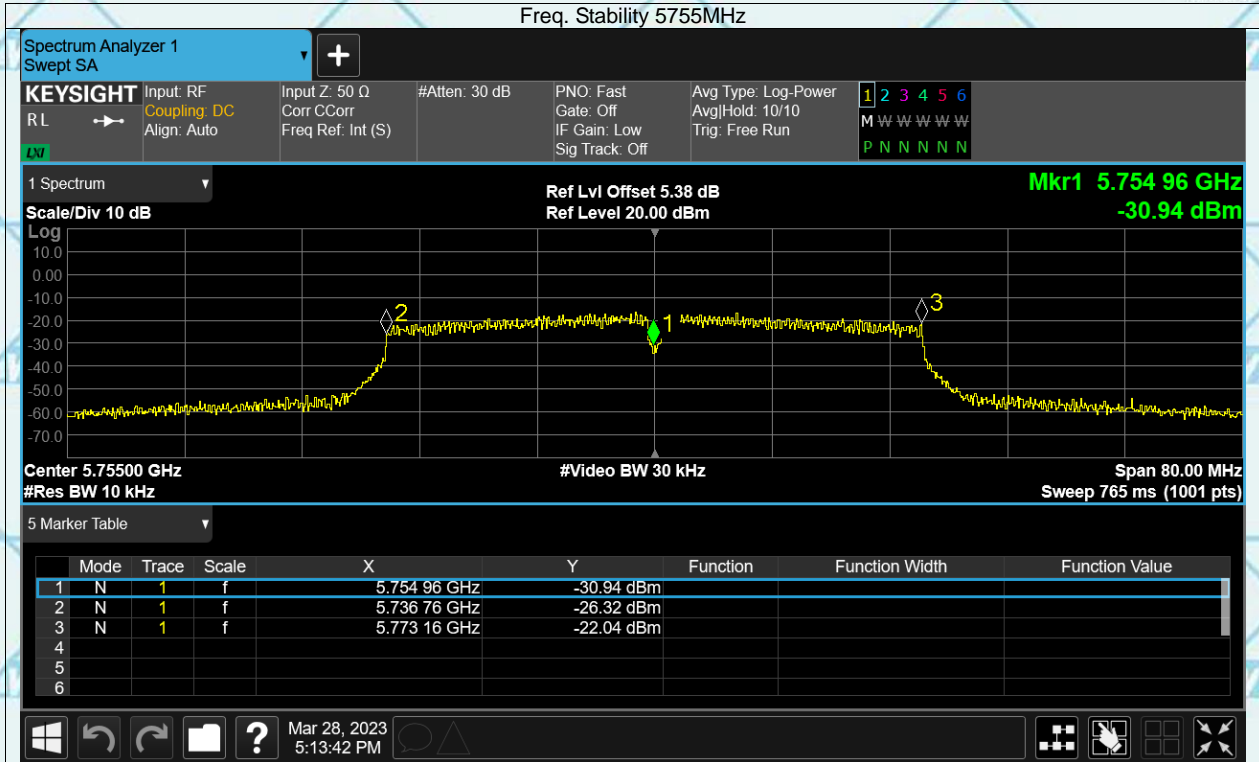 Freq. Stability 5755MHz
Spectrum Analyzer 1
Swept SA
KEYSIGHT
RL
LXI
Input: RF
Coupling: DC
Align: Auto
Input Z: 50 Ω
Corr CCorr
Freq Ref: Int (S)
#Atten: 30 dB
PNO: Fast
Gate: Off
IF Gain: Low
Sig Track: Off
Avg Type: Log-Power
Avg|Hold: 10/10
Trig: Free Run
1 2 3 4 5 6
M W W W W W
P N N N N N
1 Spectrum
Scale/Div 10 dB
Ref Lvl Offset 5.38 dB
Ref Level 20.00 dBm
Mkr1 5.754 96 GHz
-30.94 dBm
Log
10.0
0.00
-10.0
-20.0
-30.0
-40.0
-50.0
-60.0
-70.0
2
1
3
Center 5.75500 GHz
#Video BW 30 kHz
Span 80.00 MHz
#Res BW 10 kHz
Sweep 765 ms (1001 pts)
5 Marker Table
Mode Trace Scale X Y Function Function Width Function Value
1 N 1 f 5.754 96 GHz -30.94 dBm
2 N 1 f 5.736 76 GHz -26.32 dBm
3 N 1 f 5.773 16 GHz -22.04 dBm
4
5
6
?
Mar 28, 2023
5:13:42 PM